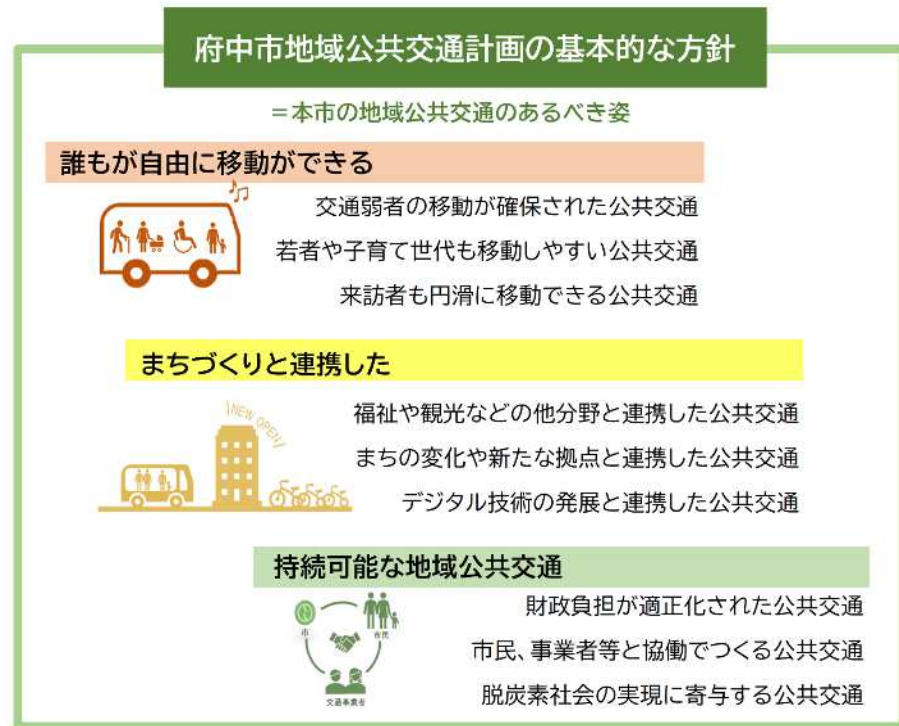 府中市地域公共交通計画の基本的な方針
＝本市の地域公共交通のあるべき姿
誰もが自由に移動ができる
交通弱者の移動が確保された公共交通
若者や子育て世代も移動しやすい公共交通
来訪者も円滑に移動できる公共交通
まちづくりと連携した
NEW OPEN
福祉や観光などの他分野と連携した公共交通
まちの変化や新たな拠点と連携した公共交通
デジタル技術の発展と連携した公共交通
持続可能な地域公共交通
市
市民
交通事業者
財政負担が適正化された公共交通
市民、事業者等と協働でつくる公共交通
脱炭素社会の実現に寄与する公共交通